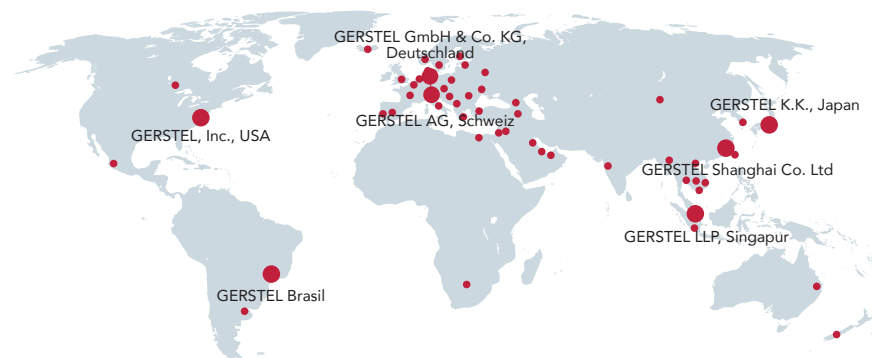 GERSTEL GmbH & Co. KG,
Deutschland
GERSTEL K.K., Japan
GERSTEL AG, Schweiz
GERSTEL, Inc., USA
GERSTEL Shanghai Co. Ltd
GERSTEL LLP, Singapur
GERSTEL Brasil